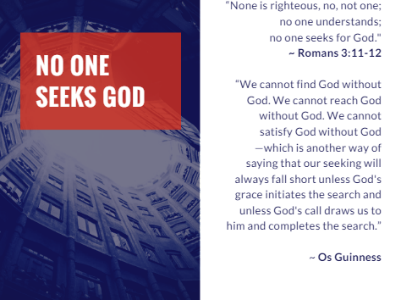 NO ONE
SEEKS GOD
“None is righteous, no, not one;
no one understands;
no one seeks for God.”
~ Romans 3:11-12
“We cannot find God without
God. We cannot reach God
without God. We cannot
satisfy God without God
—which is another way of
saying that our seeking will
always fall short unless God's
grace initiates the search and
unless God's call draws us to
him and completes the search.”
~ Os Guinness